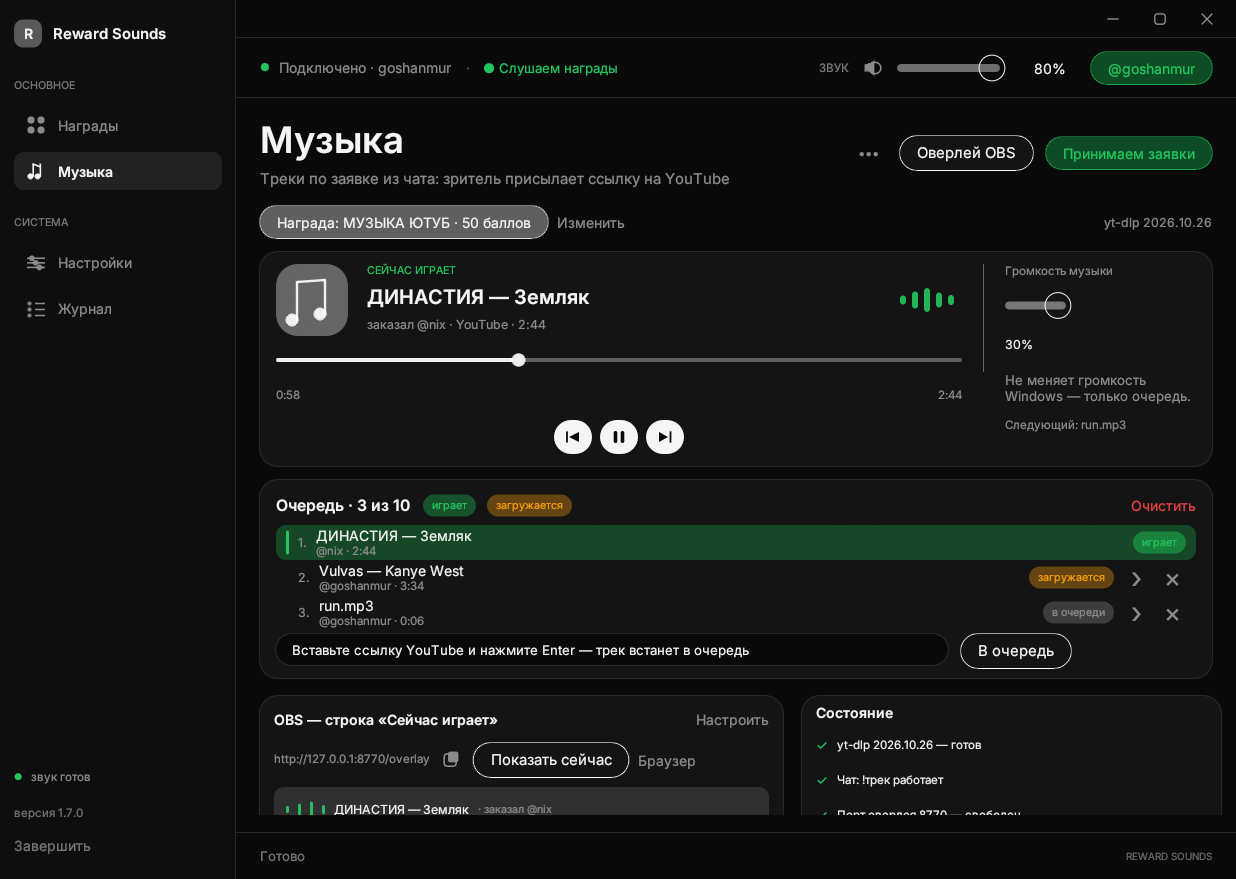 R Reward Sounds
ОСНОВНОЕ
Награды
Музыка
СИСТЕМА
Настройки
Журнал
звук готов
версия 1.7.0
Завершить
Подключено · goshanmur · Слушаем награды
ЗВУК 80% @goshanmur
Музыка
Треки по заявке из чата: зритель присылает ссылку на YouTube
Оверлей OBS Принимаем заявки
Награда: МУЗЫКА ЮТУБ · 50 баллов Изменить yt-dlp 2026.10.26
СЕЙЧАС ИГРАЕТ
ДИНАСТИЯ — Земляк
заказал @nix · YouTube · 2:44
0:58 2:44
Громкость музыки
30%
Не меняет громкость
Windows — только очередь.
Следующий: run.mp3
Очередь · 3 из 10 играет загружается Очистить
1. ДИНАСТИЯ — Земляк играет
@nix · 2:44
2. Vulvas — Kanye West загружается
@goshanmur · 3:34
3. run.mp3 в очереди
@goshanmur · 0:06
Вставьте ссылку YouTube и нажмите Enter — трек встанет в очередь В очередь
OBS — строка «Сейчас играет» Настроить
http://127.0.0.1:8770/overlay Показать сейчас Браузер
ДИНАСТИЯ — Земляк · заказал @nix
Состояние
yt-dlp 2026.10.26 — готов
Чат: !трек работает
Порт оверлея 8770 — свободен
Готово REWARD SOUNDS